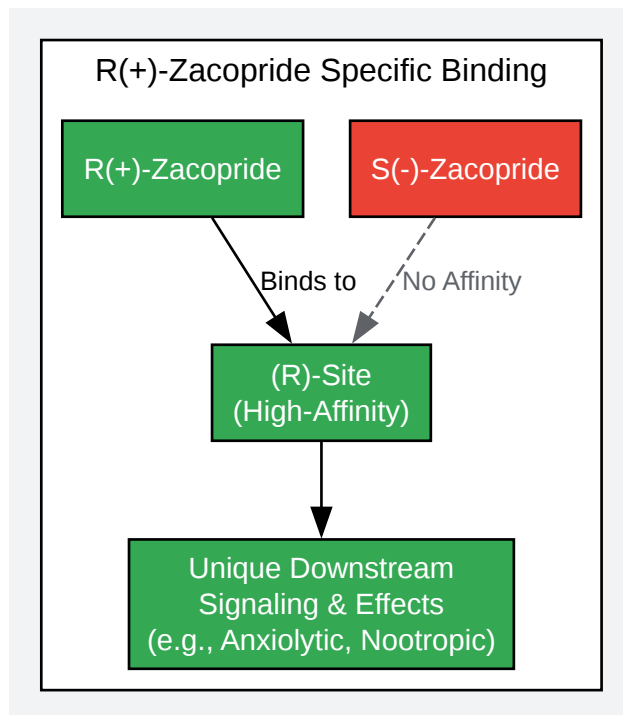 R(+)-Zacopride Specific Binding
R(+)-Zacopride
S(-)-Zacopride
Binds to
No Affinity
(R)-Site
(High-Affinity)
Unique Downstream
Signaling & Effects
(e.g., Anxiolytic, Nootropic)